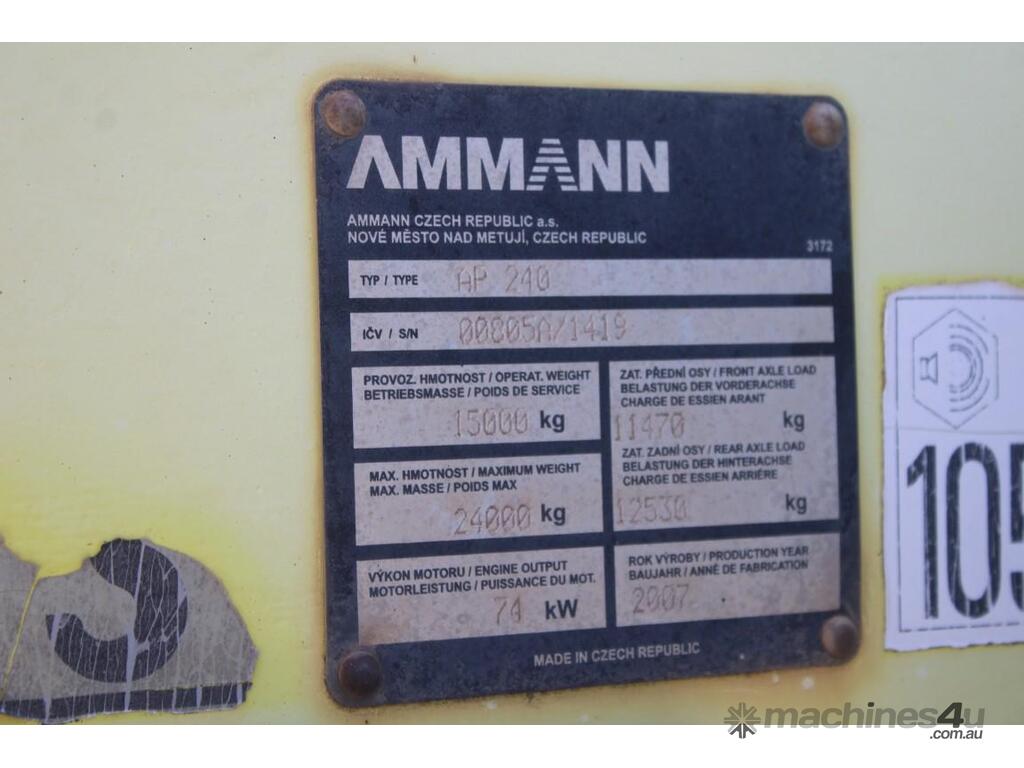 AMMANN
AMMANN CZECH REPUBLIC a.s.
NOVÉ MĚSTO NAD METUJÍ, CZECH REPUBLIC
3172
TYP / TYPE AP 240
IČV / S/N 00805A/1419
PROVOZ. HMOTNOST / OPERAT. WEIGHT
BETRIEBSMASSE / POIDS DE SERVICE
15000 kg
MAX. HMOTNOST / MAXIMUM WEIGHT
MAX. MASSE / POIDS MAX
24000 kg
VÝKON MOTORU / ENGINE OUTPUT
MOTORLEISTUNG / PUISSANCE DU MOT.
74 kW
ZAT. PŘEDNÍ OSY / FRONT AXLE LOAD
BELASTUNG DER VORDERACHSE
CHARGE DE ESSIEN ARANT
11470 kg
ZAT. ZADNÍ OSY / REAR AXLE LOAD
BELASTUNG DER HINTERACHSE
CHARGE DE ESSIEN ARRIÉRE
12530 kg
ROK VÝROBY / PRODUCTION YEAR
BAUJAHR / ANNÉ DE FABRICATION
2007
MADE IN CZECH REPUBLIC
105
machines4u
.com.au